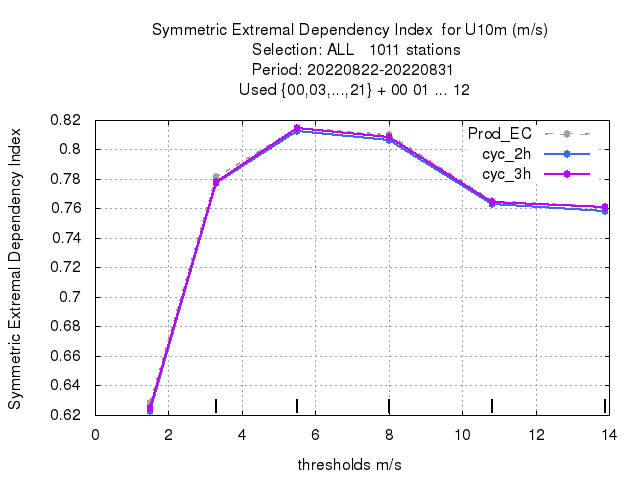 Symmetric Extremal Dependency Index  for U10m (m/s)
Selection: ALL   1011 stations
Period: 20220822-20220831
Used {00,03,...,21} + 00 01 ... 12
Symmetric Extremal Dependency Index
0.82
0.8
0.78
0.76
0.74
0.72
0.7
0.68
0.66
0.64
0.62
Prod_EC
cyc_2h
cyc_3h
0 2 4 6 8 10 12 14
thresholds m/s